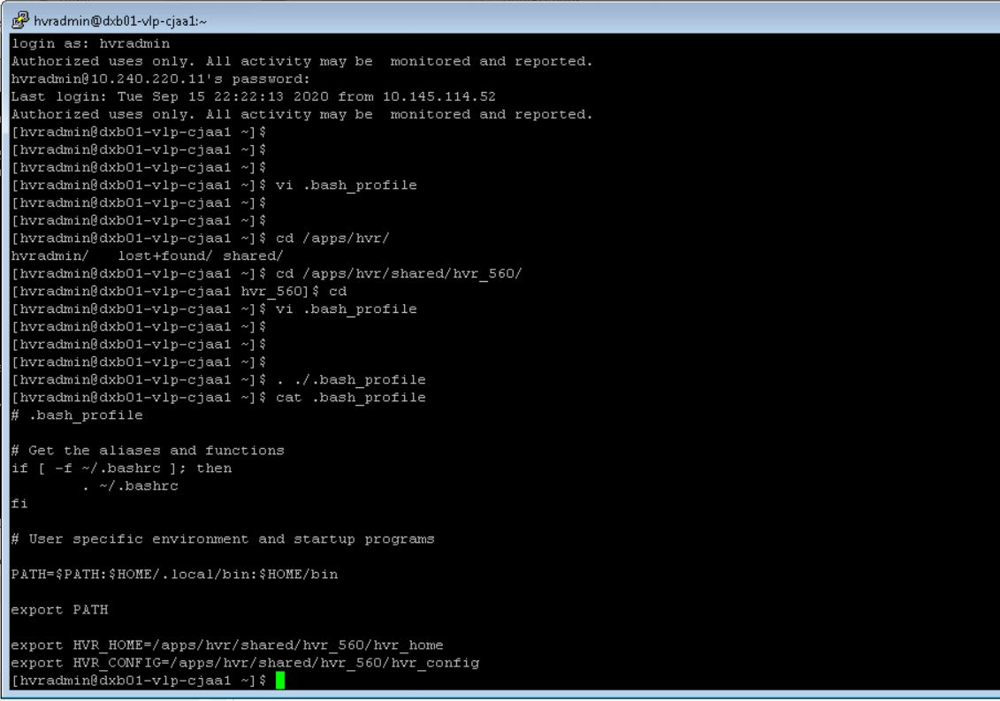 hvradmin@dxb01-vlp-cjaa1:~
login as: hvradmin
Authorized uses only. All activity may be  monitored and reported.
hvradmin@10.240.220.11's password:
Last login: Tue Sep 15 22:22:13 2020 from 10.145.114.52
Authorized uses only. All activity may be  monitored and reported.
[hvradmin@dxb01-vlp-cjaa1 ~]$
[hvradmin@dxb01-vlp-cjaa1 ~]$
[hvradmin@dxb01-vlp-cjaa1 ~]$
[hvradmin@dxb01-vlp-cjaa1 ~]$ vi .bash_profile
[hvradmin@dxb01-vlp-cjaa1 ~]$
[hvradmin@dxb01-vlp-cjaa1 ~]$
[hvradmin@dxb01-vlp-cjaa1 ~]$ cd /apps/hvr/
hvradmin/   lost+found/ shared/
[hvradmin@dxb01-vlp-cjaa1 ~]$ cd /apps/hvr/shared/hvr_560/
[hvradmin@dxb01-vlp-cjaa1 hvr_560]$ cd
[hvradmin@dxb01-vlp-cjaa1 ~]$ vi .bash_profile
[hvradmin@dxb01-vlp-cjaa1 ~]$
[hvradmin@dxb01-vlp-cjaa1 ~]$
[hvradmin@dxb01-vlp-cjaa1 ~]$
[hvradmin@dxb01-vlp-cjaa1 ~]$ . ./.bash_profile
[hvradmin@dxb01-vlp-cjaa1 ~]$ cat .bash_profile
# .bash_profile

# Get the aliases and functions
if [ -f ~/.bashrc ]; then
        . ~/.bashrc
fi

# User specific environment and startup programs

PATH=$PATH:$HOME/.local/bin:$HOME/bin

export PATH

export HVR_HOME=/apps/hvr/shared/hvr_560/hvr_home
export HVR_CONFIG=/apps/hvr/shared/hvr_560/hvr_config
[hvradmin@dxb01-vlp-cjaa1 ~]$